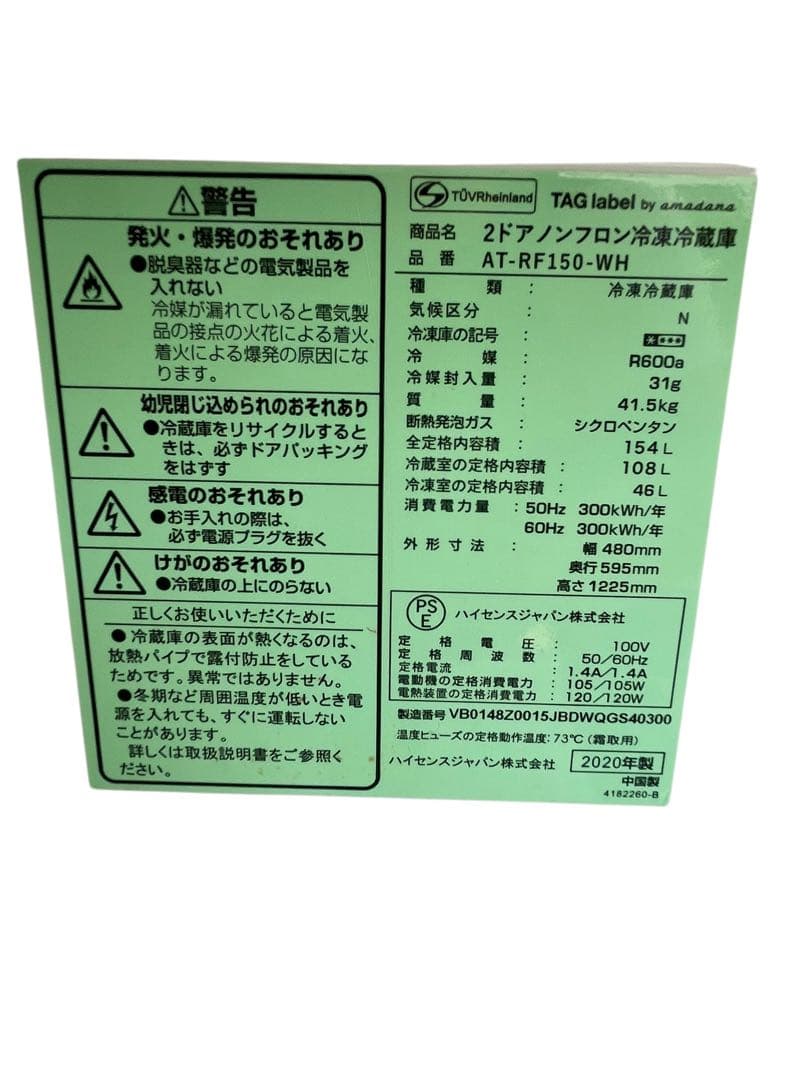 警告
発火・爆発のおそれあり
●脱臭器などの電気製品を
入れない
冷媒が漏れていると電気製
品の接点の火花による着火、
着火による爆発の原因にな
ります。
幼児閉じ込められのおそれあり
●冷蔵庫をリサイクルすると
きは、必ずドアパッキング
をはずす
感電のおそれあり
●お手入れの際は、
必ず電源プラグを抜く
けがのおそれあり
●冷蔵庫の上にのらない
正しくお使いいただくために
●冷蔵庫の表面が熱くなるのは、
放熱パイプで露付防止をしている
ためです。異常ではありません。
●冬期など周囲温度が低いとき電
源を入れても、すぐに運転しない
ことがあります。
詳しくは取扱説明書をご参照く
ださい。
TÜVRheinland TAG label by amadana
商品名 2ドアノンフロン冷凍冷蔵庫
品番 AT-RF150-WH
種類 : 冷凍冷蔵庫
気候区分 : N
冷凍庫の記号 : ****
冷媒 : R600a
冷媒封入量 : 31g
質量 : 41.5kg
断熱発泡ガス : シクロペンタン
全定格内容積 : 154L
冷蔵室の定格内容積 : 108L
冷凍室の定格内容積 : 46L
消費電力量 : 50Hz 300kWh/年
60Hz 300kWh/年
外形寸法 : 幅 480mm
奥行 595mm
高さ 1225mm
PSE ハイセンスジャパン株式会社
定格電圧 : 100V
定格周波数 : 50/60Hz
定格電流 : 1.4A/1.4A
電動機の定格消費電力 : 105/105W
電熱装置の定格消費電力 : 120/120W
製造番号 VB0148Z0015JBDWQGS40300
温度ヒューズの定格動作温度:73℃(霜取用)
ハイセンスジャパン株式会社 2020年製
中国製
4182260-B